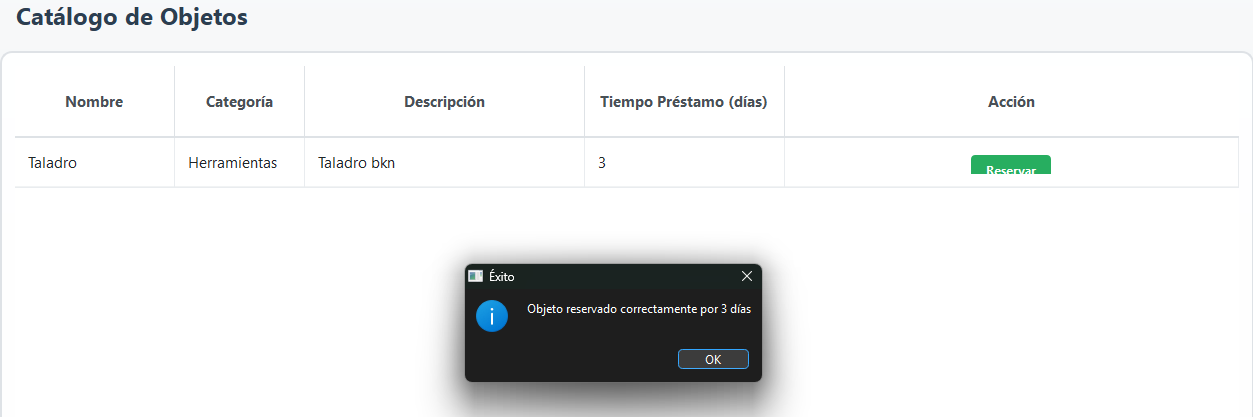 Catálogo de Objetos
Nombre Categoría Descripción Tiempo Préstamo (días) Acción
Taladro Herramientas Taladro bkn 3 Reservar
Éxito
Objeto reservado correctamente por 3 días
OK